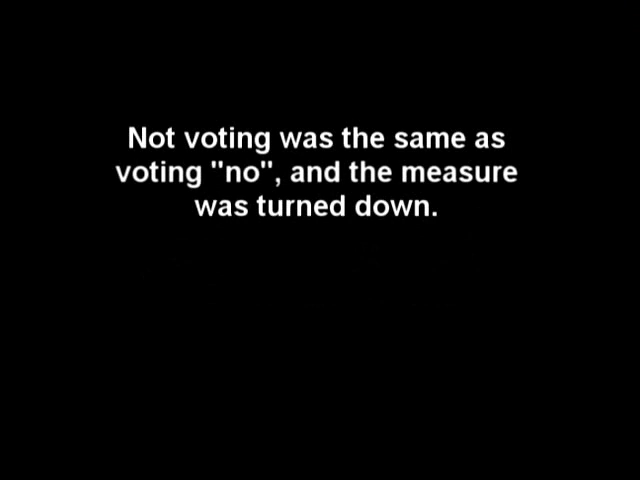 Not voting was the same as
voting "no", and the measure
was turned down.